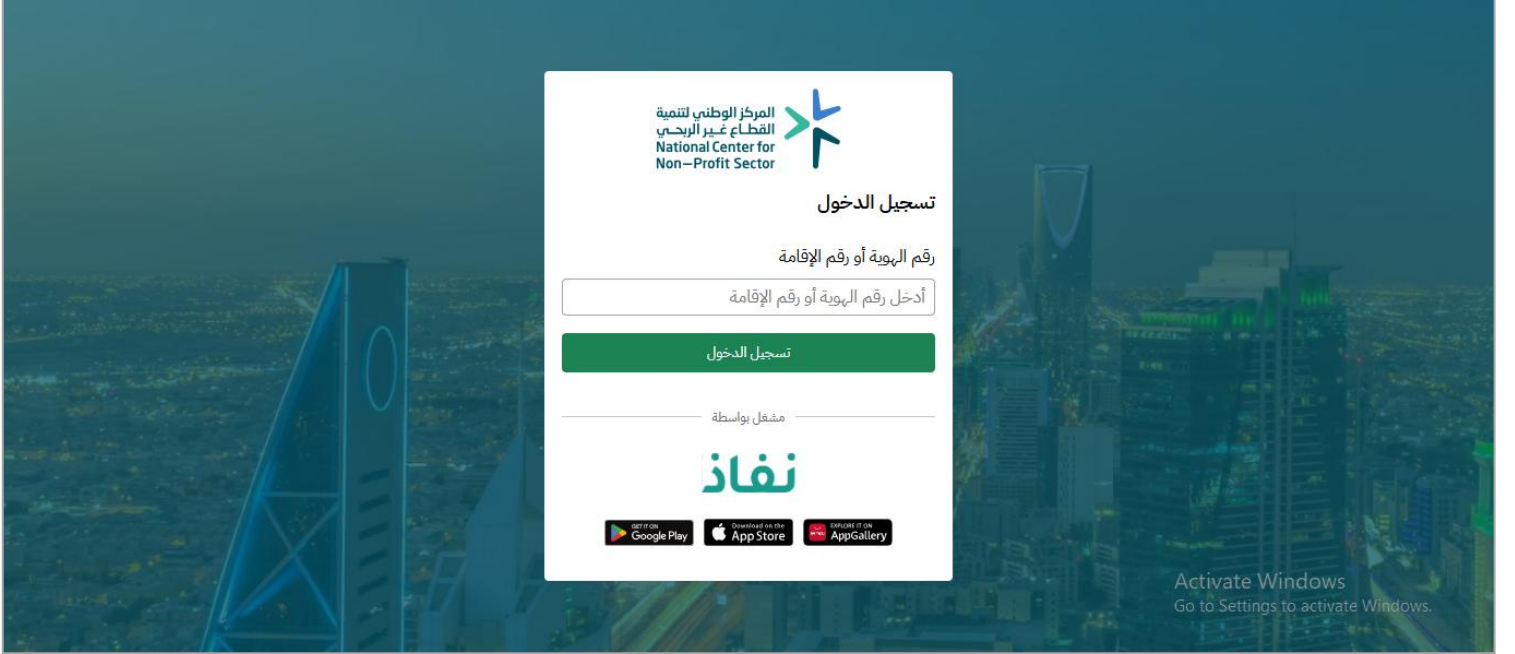 المركز الوطني لتنمية
القطاع غير الربحي
National Center for
Non-Profit Sector
تسجيل الدخول
رقم الهوية أو رقم الإقامة
أدخل رقم الهوية أو رقم الإقامة
تسجيل الدخول
مشغل بواسطة
نفاذ
GET IT ON
Google Play
Download on the
App Store
EXPLORE IT ON
AppGallery
Activate Windows
Go to Settings to activate Windows.